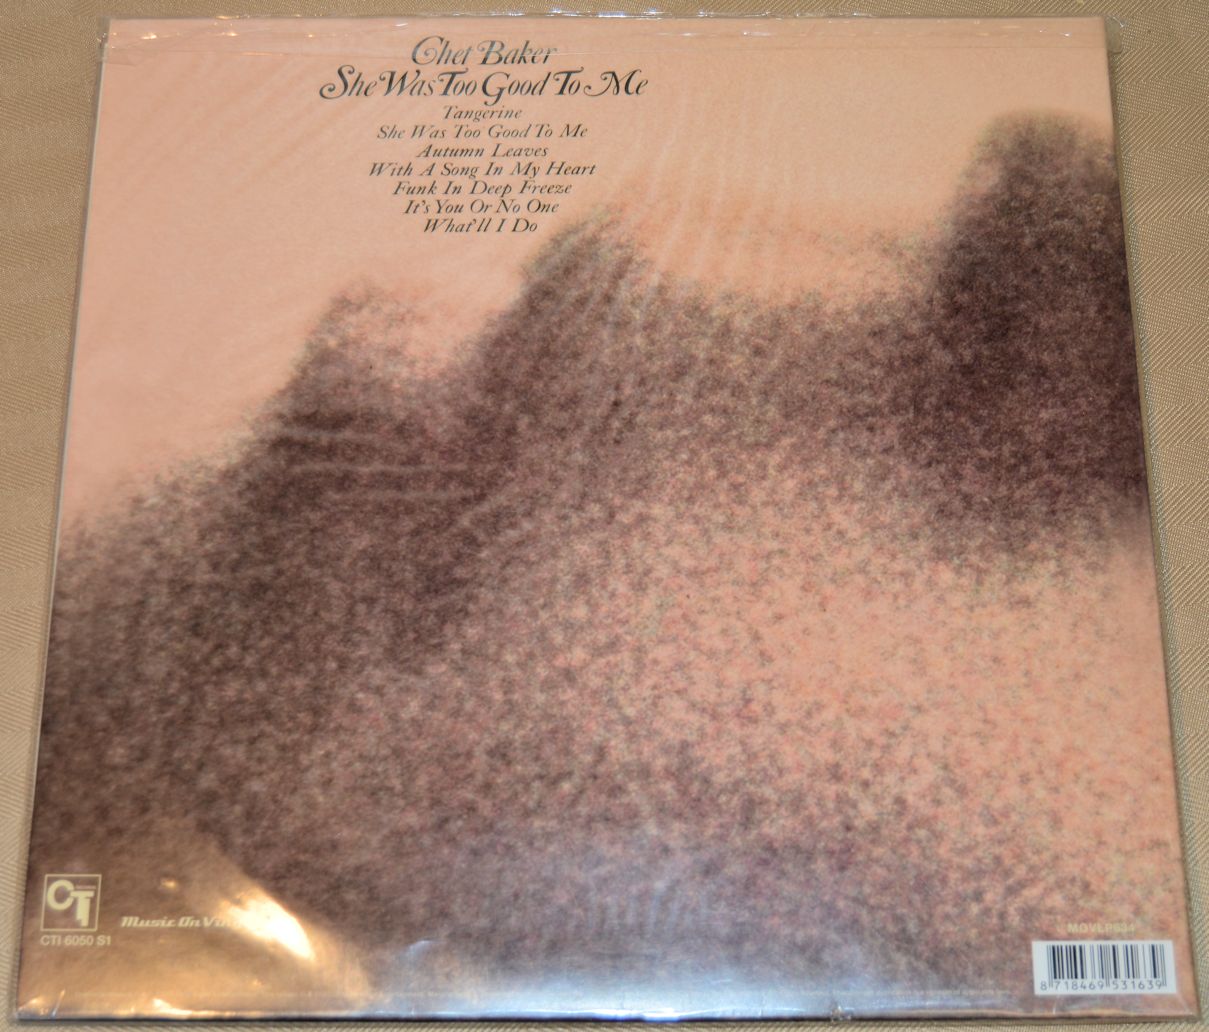 Chet Baker
She Was Too Good To Me
Tangerine
She Was Too Good To Me
Autumn Leaves
With A Song In My Heart
Funk In Deep Freeze
It's You Or No One
What'll I Do
CTI
CTI 6050 S1
Music On
MOVLP634
8 718469 531639